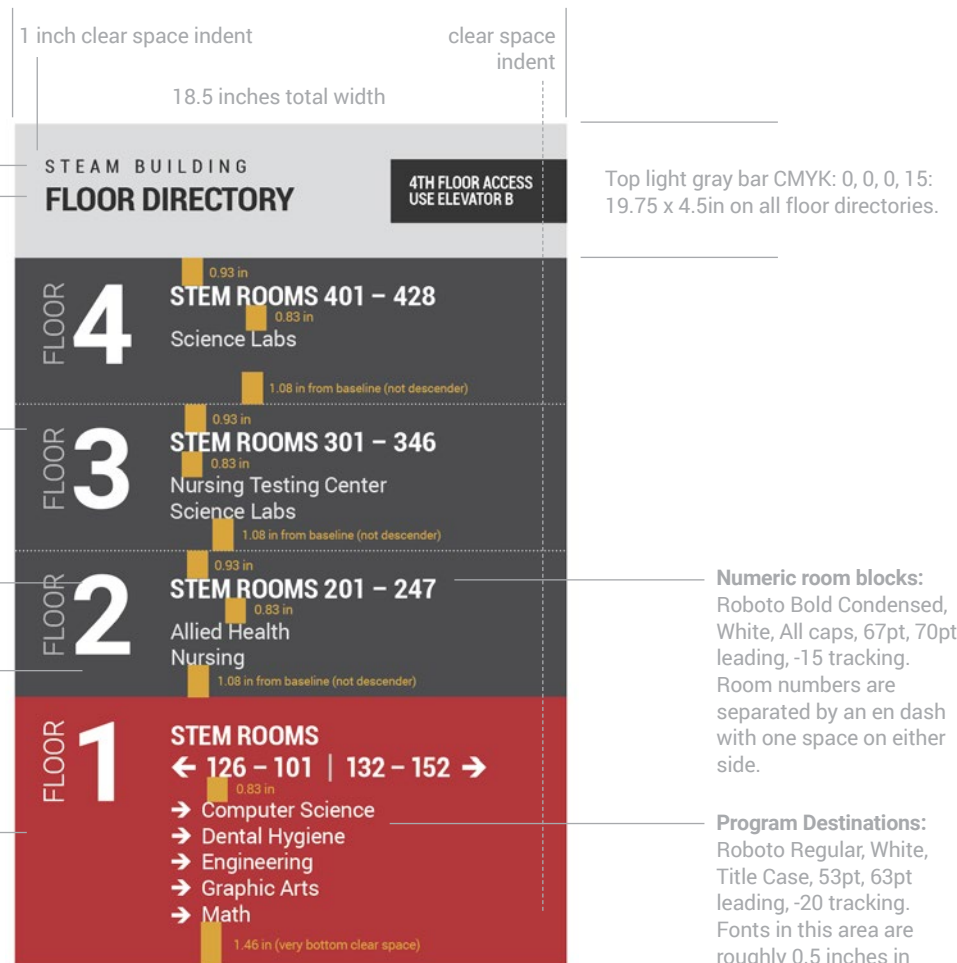 1 inch clear space indent
clear space
indent
18.5 inches total width
STEAM BUILDING
FLOOR DIRECTORY
4TH FLOOR ACCESS
USE ELEVATOR B
Top light gray bar CMYK: 0, 0, 0, 15:
19.75 x 4.5in on all floor directories.
FLOOR
4
0.93 in
STEM ROOMS 401 – 428
0.83 in
Science Labs
1.08 in from baseline (not descender)
FLOOR
3
0.93 in
STEM ROOMS 301 – 346
0.83 in
Nursing Testing Center
Science Labs
1.08 in from baseline (not descender)
FLOOR
2
0.93 in
STEM ROOMS 201 – 247
0.83 in
Allied Health
Nursing
1.08 in from baseline (not descender)
FLOOR
1
STEM ROOMS
← 126 – 101 | 132 – 152 →
0.83 in
→ Computer Science
→ Dental Hygiene
→ Engineering
→ Graphic Arts
→ Math
1.46 in (very bottom clear space)
Numeric room blocks:
Roboto Bold Condensed,
White, All caps, 67pt, 70pt
leading, -15 tracking.
Room numbers are
separated by an en dash
with one space on either
side.
Program Destinations:
Roboto Regular, White,
Title Case, 53pt, 63pt
leading, -20 tracking.
Fonts in this area are
roughly 0.5 inches in